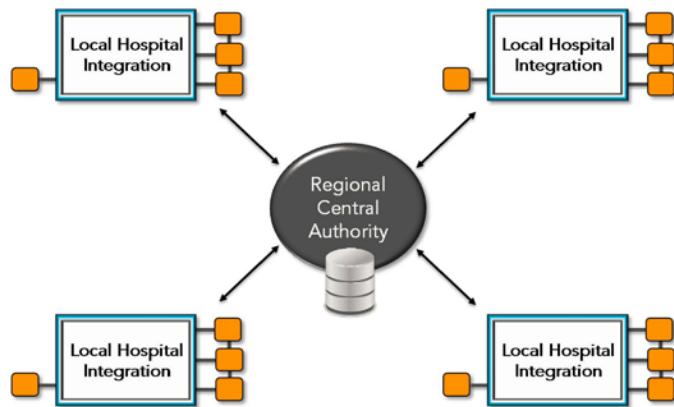 Local Hospital
Integration
Local Hospital
Integration
Regional
Central
Authority
Local Hospital
Integration
Local Hospital
Integration